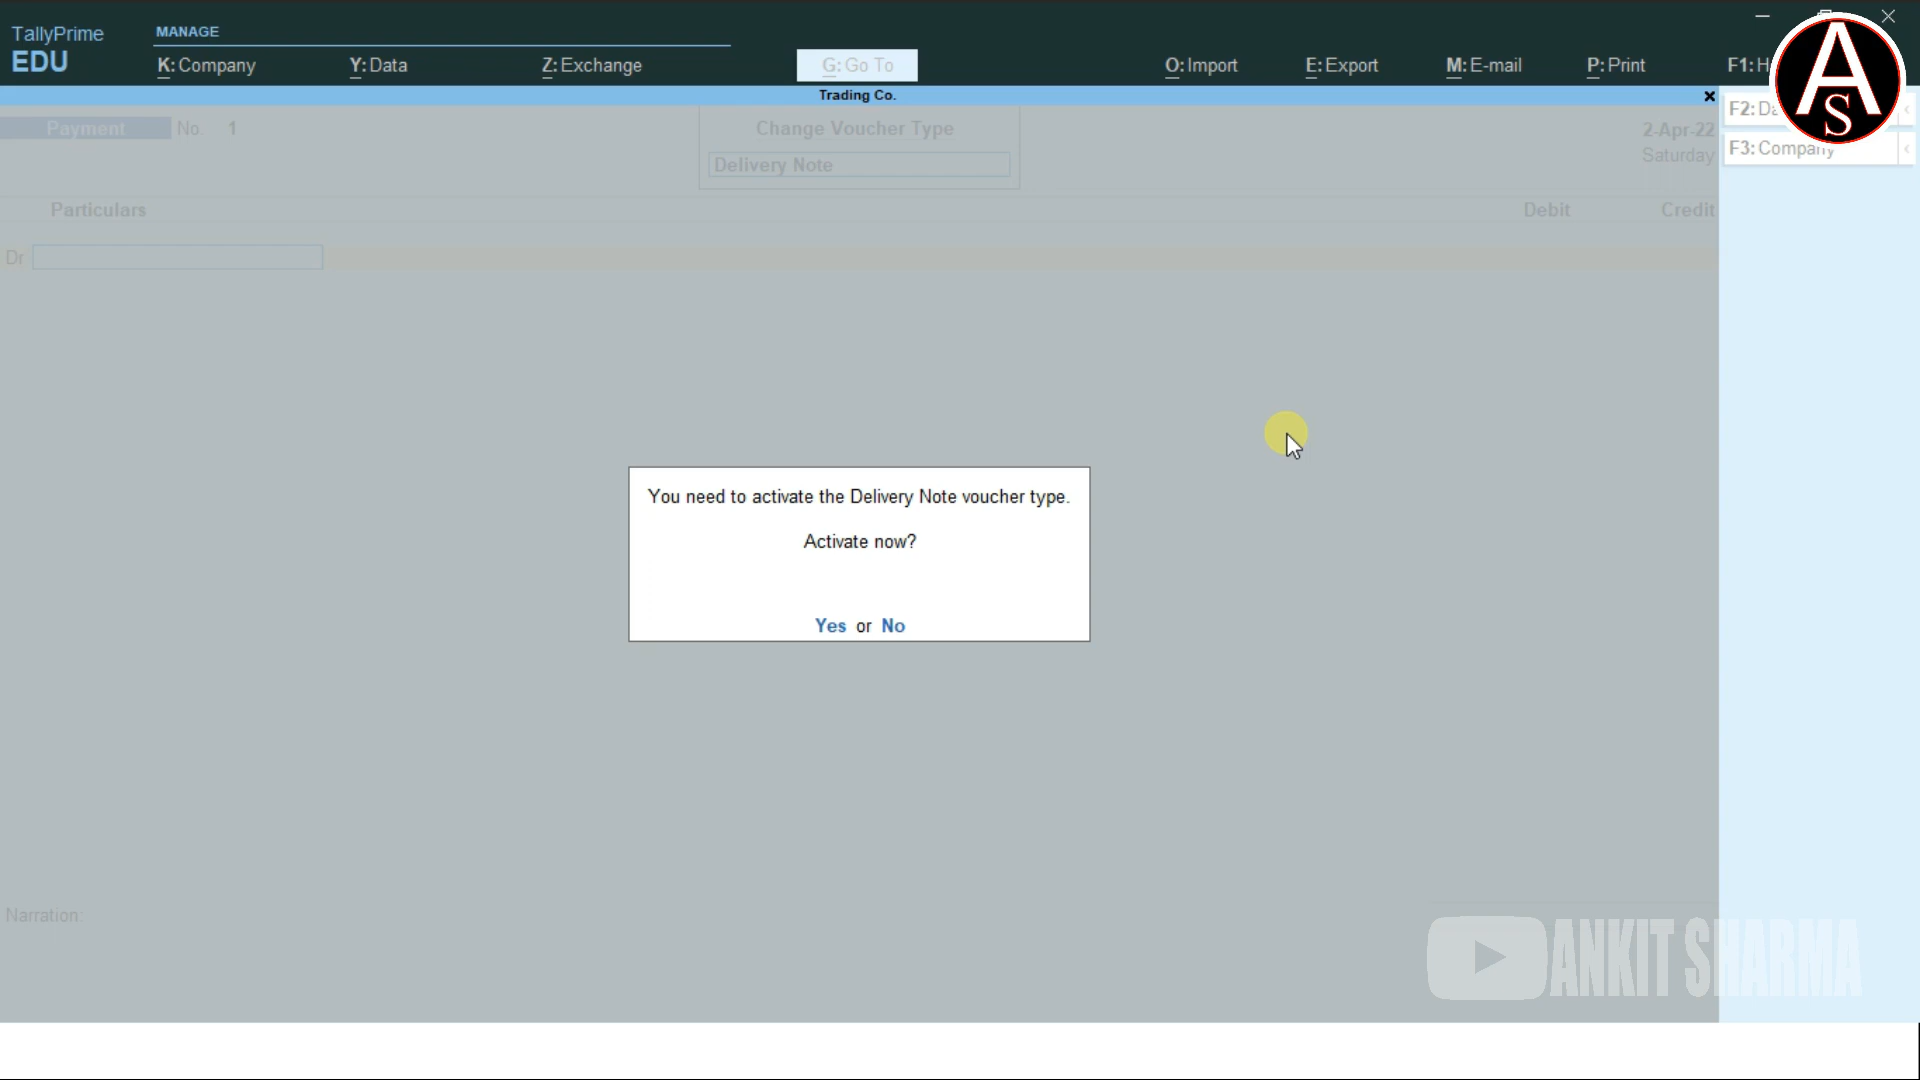 TallyPrime
EDU
MANAGE
K: Company
Y: Data
Z: Exchange
G: Go To
O: Import
E: Export
M: E-mail
P: Print
F1: H
Trading Co.
F2: Da
F3: Company
Payment No. 1
Change Voucher Type
Delivery Note
2-Apr-22
Saturday
Particulars
Debit
Credit
Dr
You need to activate the Delivery Note voucher type.
Activate now?
Yes or No
Narration:
ANKIT SHARMA
AS